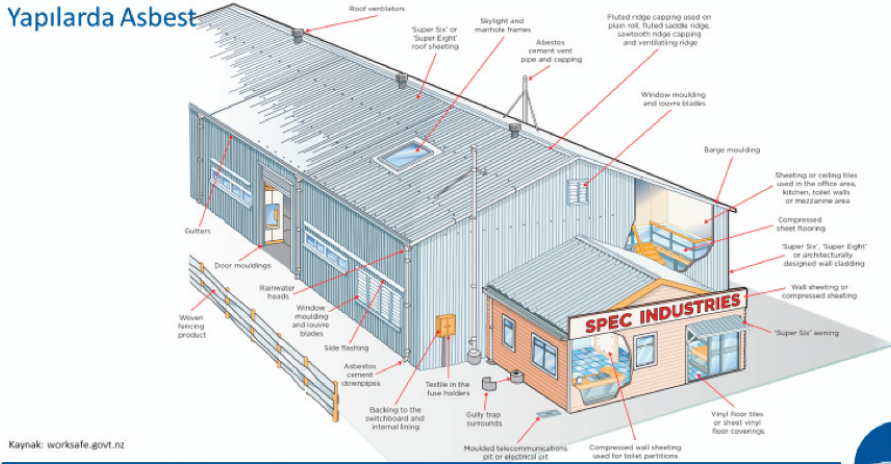 Yapılarda Asbest
Roof ventilators
'Super Six' or
'Super Eight'
roof sheeting
Skylight and
manhole frames
Abestos
cement vent
pipe and capping
Fluted ridge capping used on
plain roll, fluted saddle ridge,
sawtooth ridge capping
and ventilating ridge
Window moulding
and louvre blades
Barge moulding
Sheeting or ceiling tiles
used in the office area,
kitchen, toilet walls
or mezzanine area
Compressed
sheet flooring
'Super Six', 'Super Eight'
or architecturally
designed wall cladding
Wall sheeting or
compressed sheeting
'Super Six' awning
SPEC INDUSTRIES
Gutters
Door mouldings
Rainwater
heads
Window
moulding
and louvre
blades
Side flashing
Woven
fencing
product
Asbestos
cement
downpipes
Backing to the
switchboard and
internal lining
Textile in the
fuse holders
Gully trap
surrounds
Moulded telecommunications
pit or electrical pit
Compressed wall sheeting
used for toilet partitions
Vinyl floor tiles
or sheet vinyl
floor coverings
Kaynak: worksafe.govt.nz